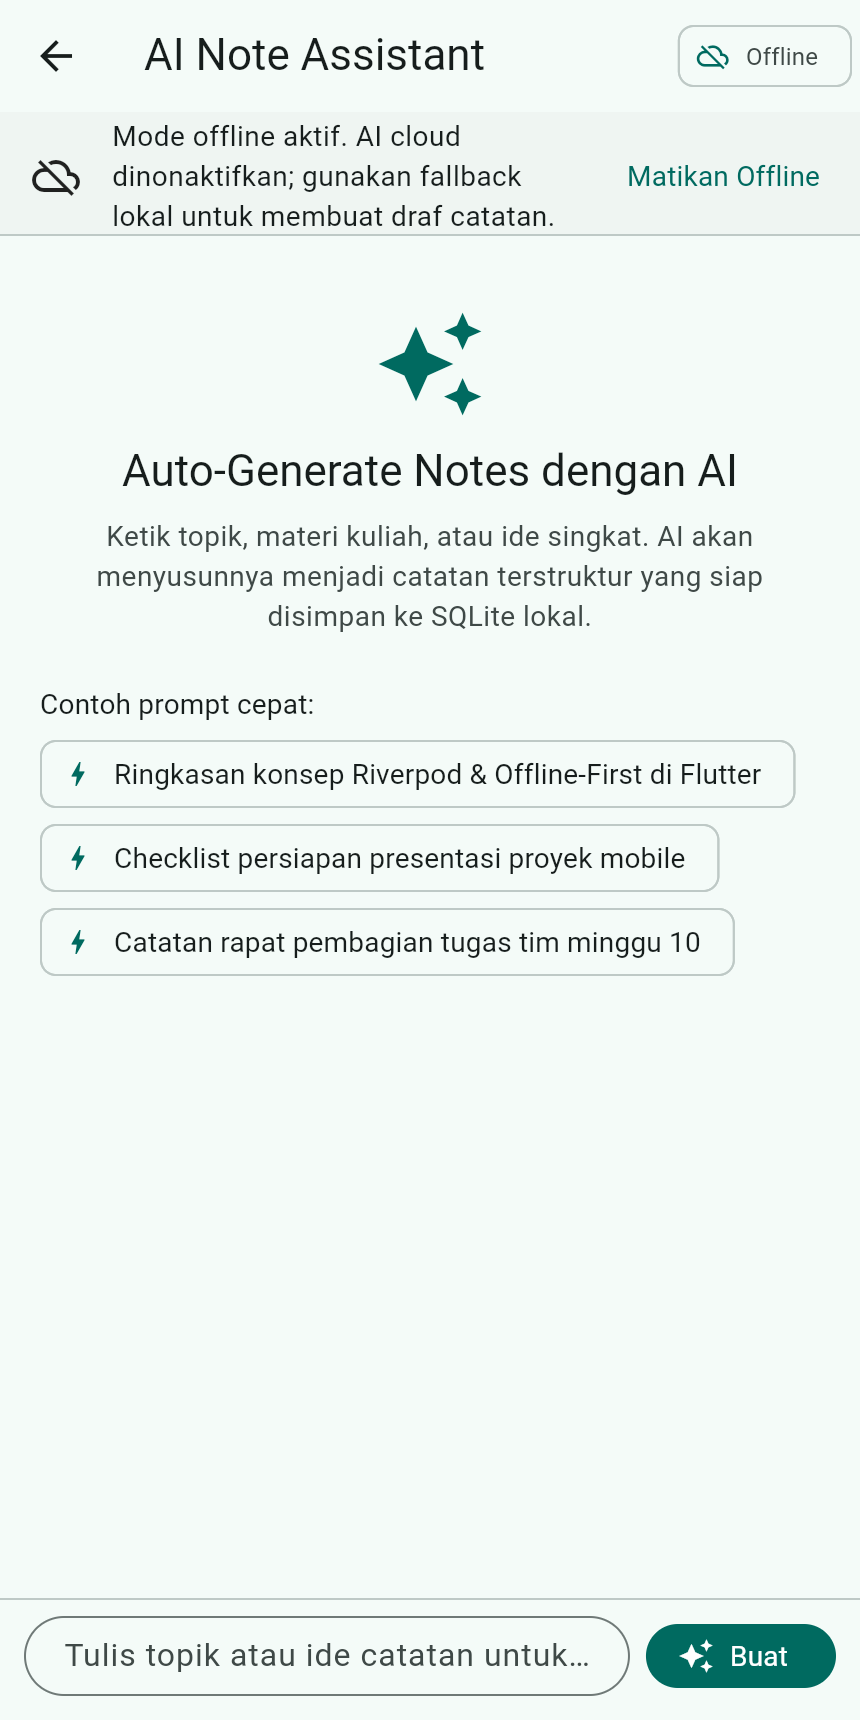 AI Note Assistant
Offline
Mode offline aktif. AI cloud
dinonaktifkan; gunakan fallback
lokal untuk membuat draf catatan.
Matikan Offline
Auto-Generate Notes dengan AI
Ketik topik, materi kuliah, atau ide singkat. AI akan
menyusunnya menjadi catatan terstruktur yang siap
disimpan ke SQLite lokal.
Contoh prompt cepat:
Ringkasan konsep Riverpod & Offline-First di Flutter
Checklist persiapan presentasi proyek mobile
Catatan rapat pembagian tugas tim minggu 10
Tulis topik atau ide catatan untuk...
Buat